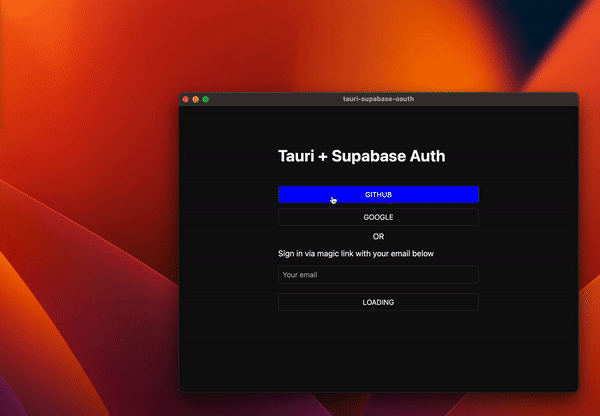 tauri-supabase-oauth
Tauri + Supabase Auth
GITHUB
GOOGLE
OR
Sign in via magic link with your email below
Your email
LOADING